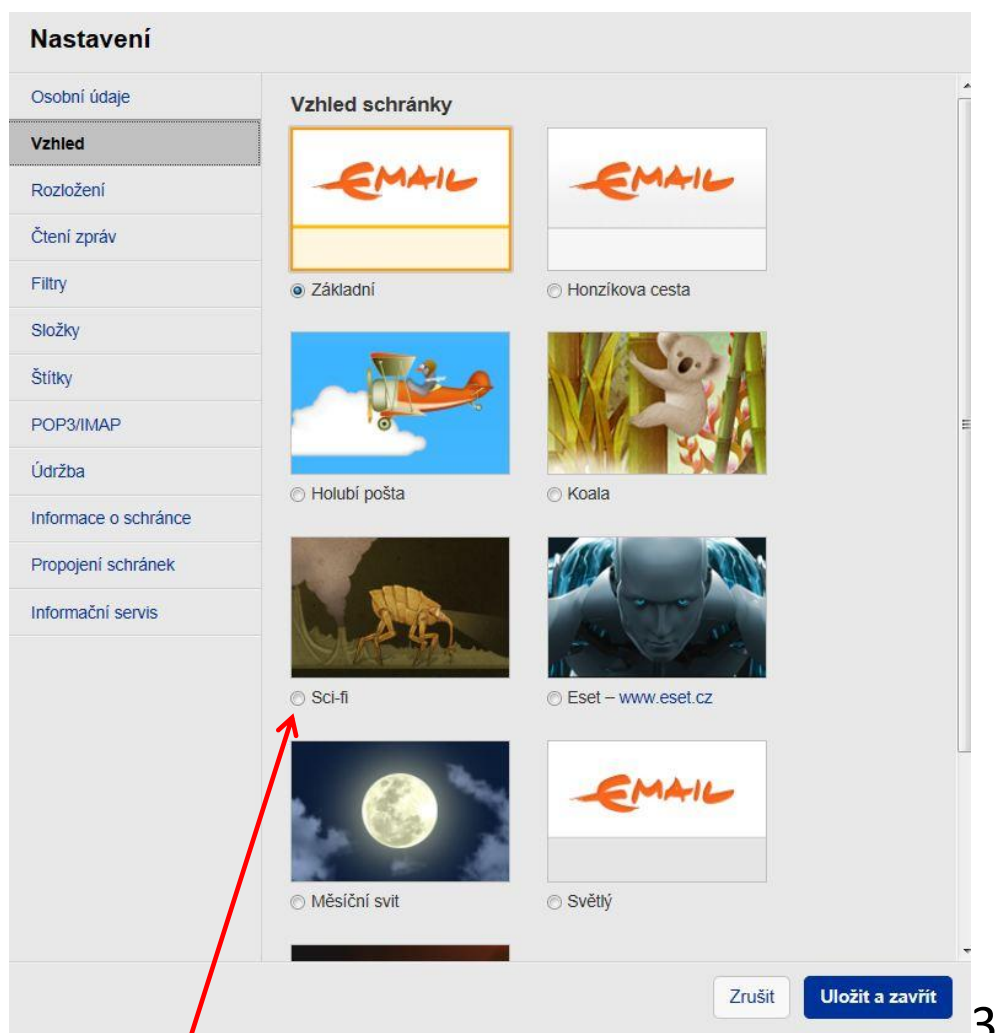 Nastavení
Osobní údaje
Vzhled
Rozložení
Čtení zpráv
Filtry
Složky
Štítky
POP3/IMAP
Údržba
Informace o schránce
Propojení schránek
Informační servis
Vzhled schránky
EMAIL
EMAIL
Základní
Honzíkova cesta
Holubí pošta
Koala
Sci-fi
Eset – www.eset.cz
EMAIL
Měsíční svit
Světlý
Zrušit
Uložit a zavřít
3